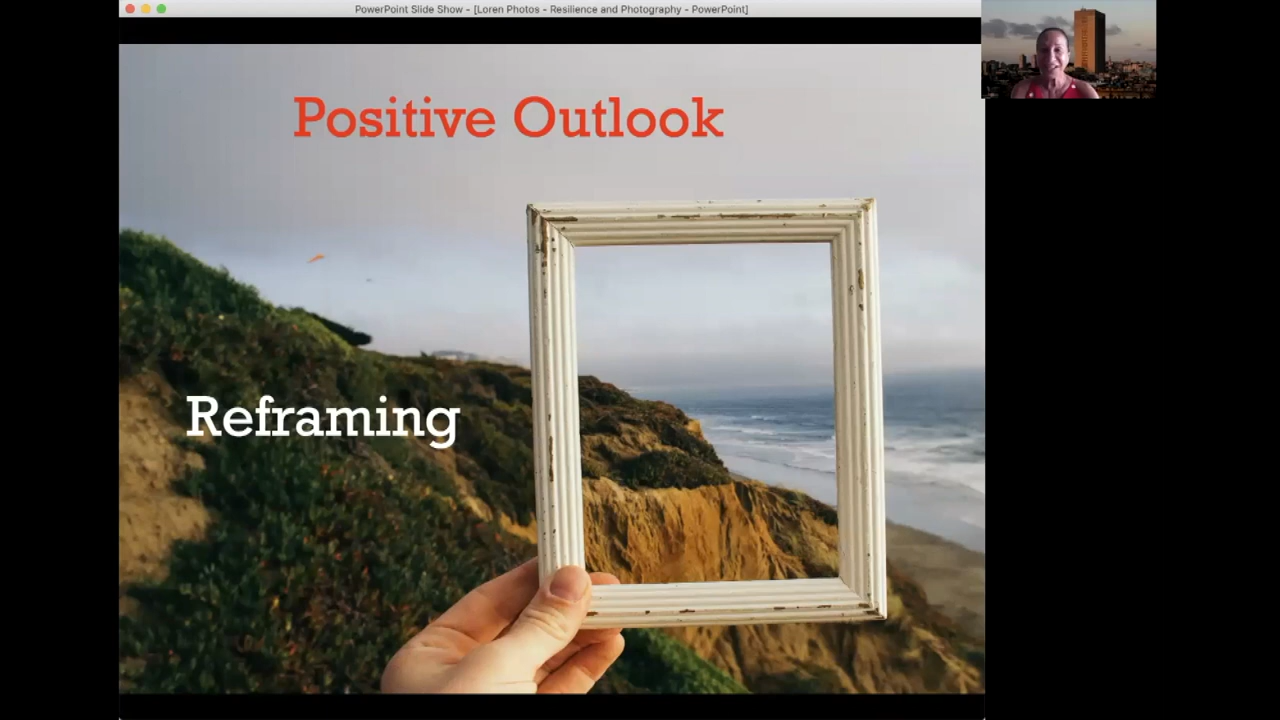 PowerPoint Slide Show - [Loren Photos - Resilience and Photography - PowerPoint]
Positive Outlook
Reframing